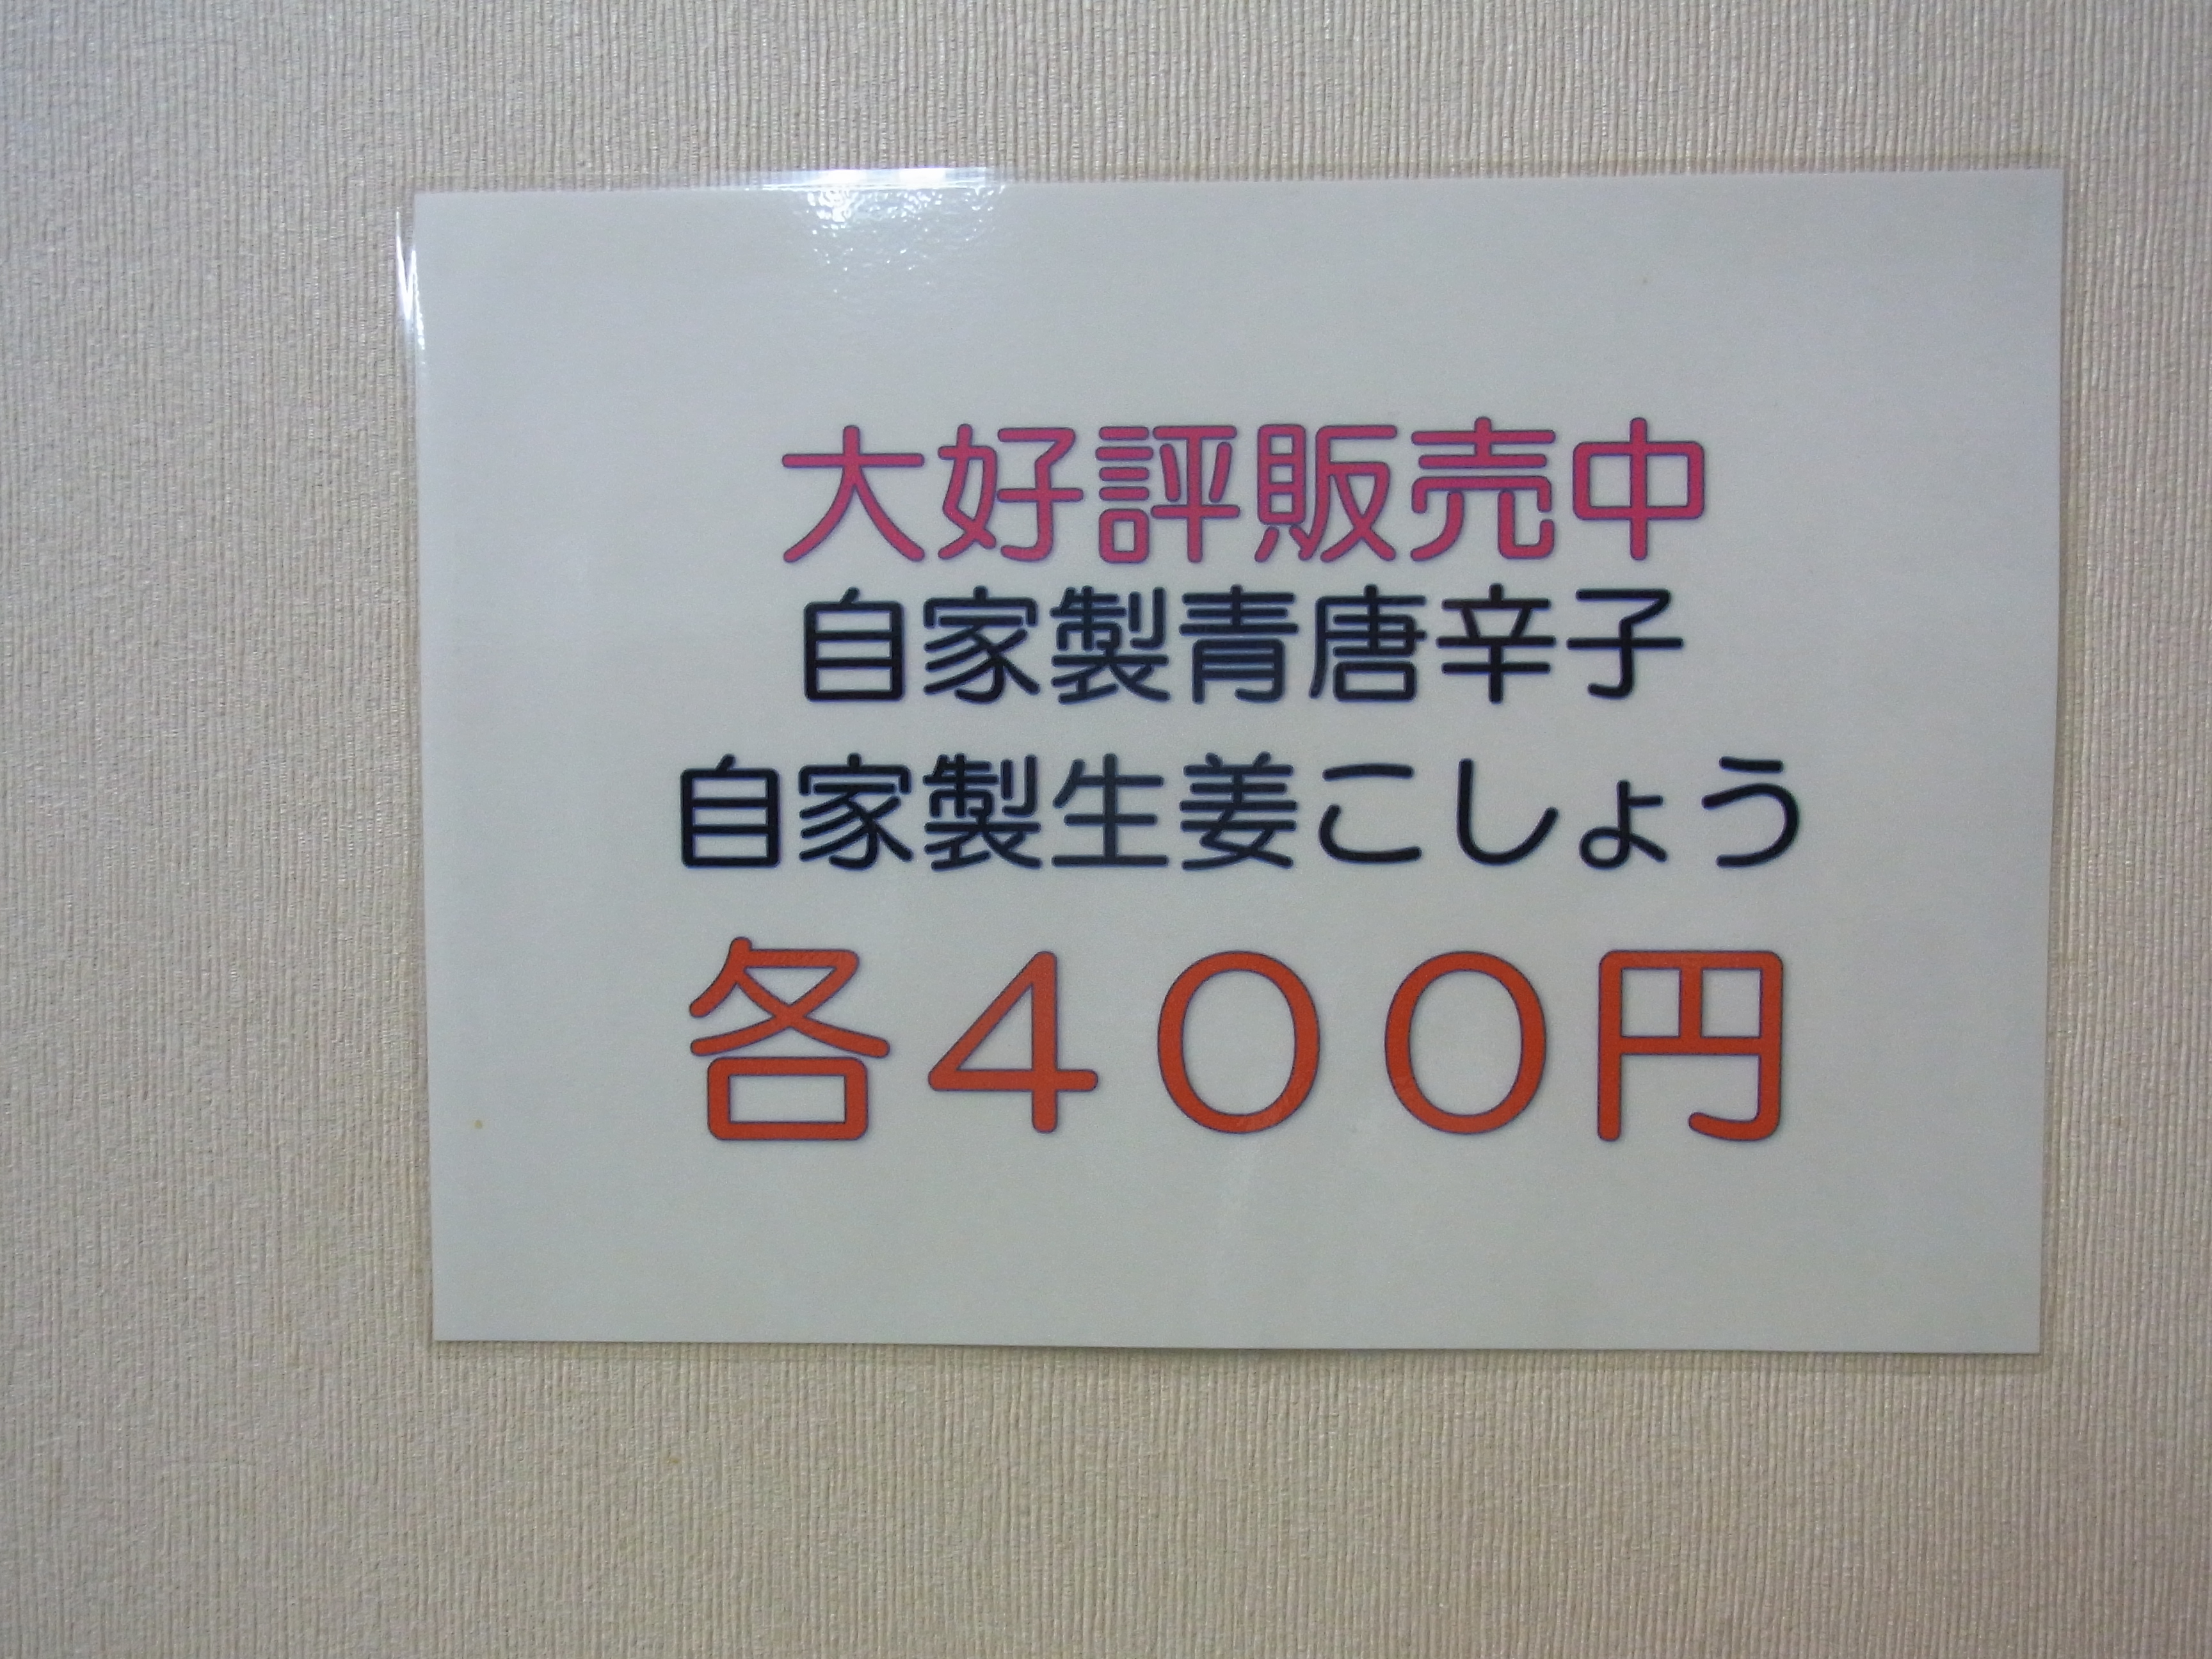 大好評販売中
自家製青唐辛子
自家製生姜こしょう
各４００円